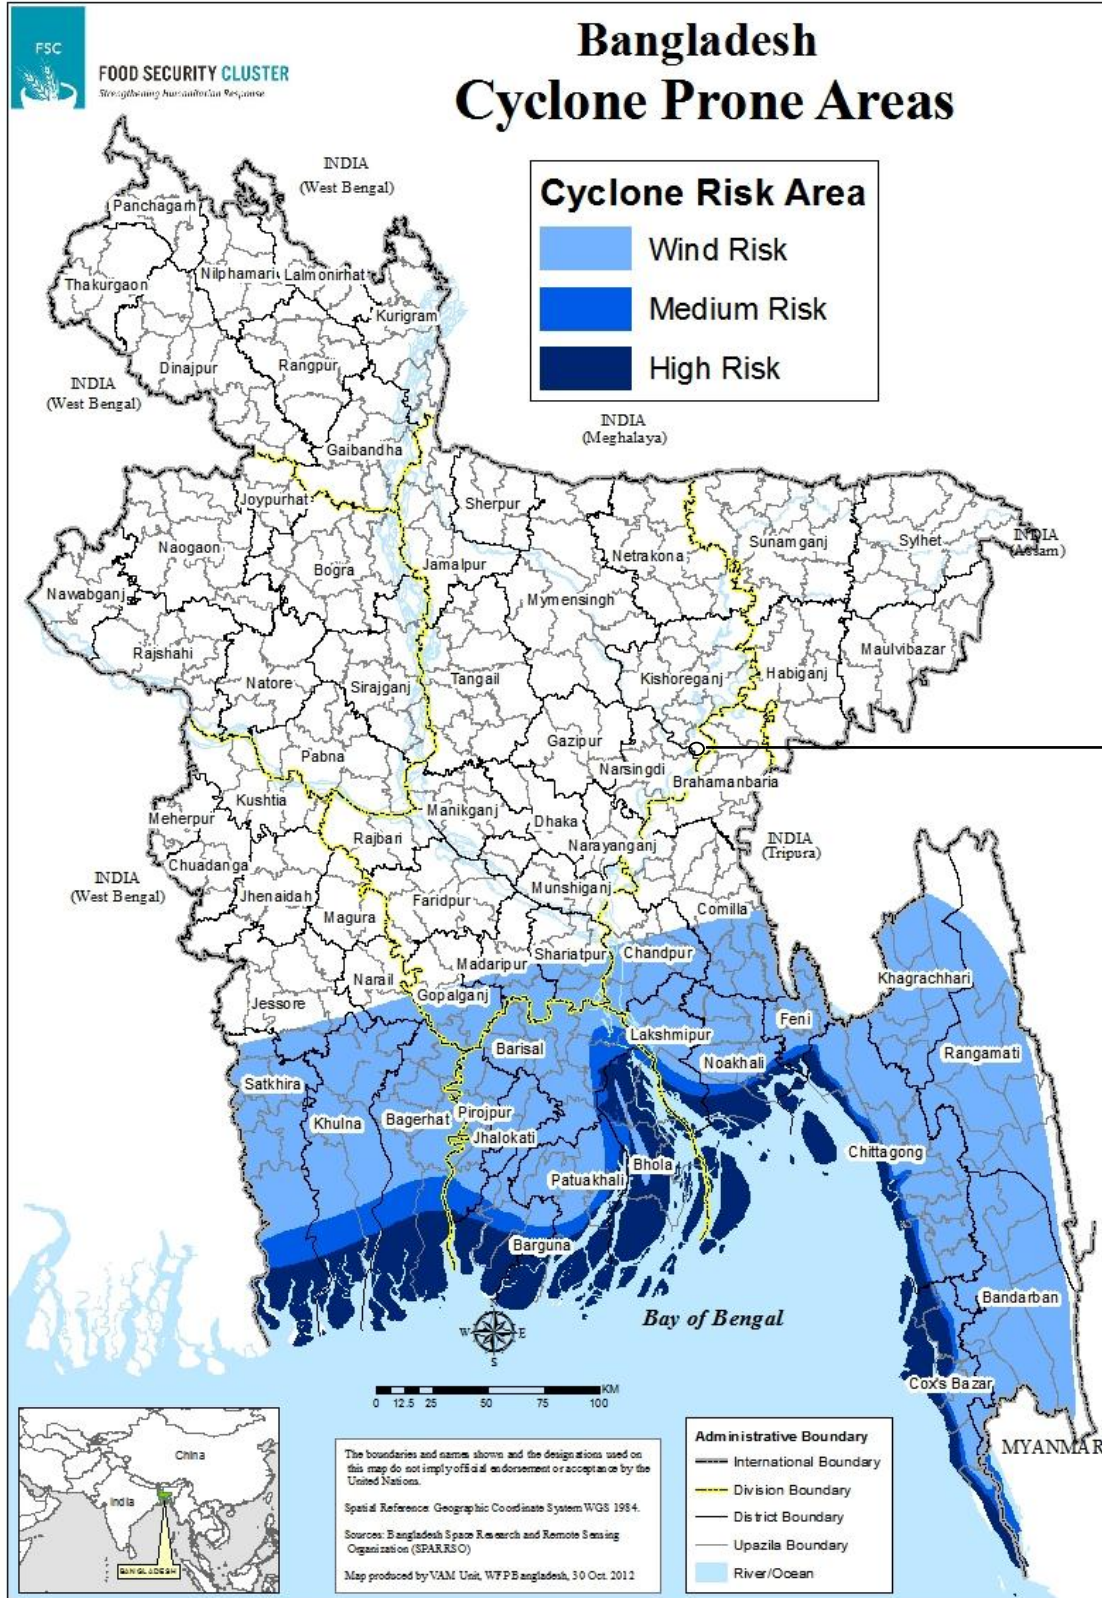 FSC
FOOD SECURITY CLUSTER
Strengthening Humanitarian Response
Bangladesh
Cyclone Prone Areas
Cyclone Risk Area
Wind Risk
Medium Risk
High Risk
INDIA
(West Bengal)
Panchagarh
Thakurgaon
Nilphamari
Lalmonirhat
Kurigram
Dinajpur
Rangpur
INDIA
(West Bengal)
Gaibandha
INDIA
(Meghalaya)
Joypurhat
Sherpur
Naogaon
Bogra
Jamalpur
Netrakona
Sunamganj
Sylhet
INDIA
(Assam)
Nawabganj
Mymensingh
Rajshahi
Natore
Sirajganj
Tangail
Kishoreganj
Habiganj
Maulvibazar
Pabna
Gazipur
Narsingdi
Brahamanbaria
Kushtia
Meherpur
Manikganj
Dhaka
Rajbari
Narayanganj
INDIA
(Tripura)
Chuadanga
INDIA
(West Bengal)
Jhenaidah
Magura
Faridpur
Munshiganj
Comilla
Shariatpur
Chandpur
Madaripur
Narail
Gopalganj
Jessore
Khagrachhari
Feni
Lakshmipur
Barisal
Noakhali
Rangamati
Satkhira
Khulna
Bagerhat
Pirojpur
Jhalokati
Chittagong
Patuakhali
Bhola
Barguna
Bandarban
Bay of Bengal
W
E
S
Cox's Bazar
MYANMAR
KM
0 12.5 25 50 75 100
China
India
BANGLADESH
The boundaries and names shown and the designations used on
this map do not imply official endorsement or acceptance by the
United Nations.
Spatial Reference: Geographic Coordinate System WGS 1984.
Sources: Bangladesh Space Research and Remote Sensing
Organization (SPARRSO)
Map produced by VAM Unit, WFP Bangladesh, 30 Oct. 2012
Administrative Boundary
International Boundary
Division Boundary
District Boundary
Upazila Boundary
River/Ocean